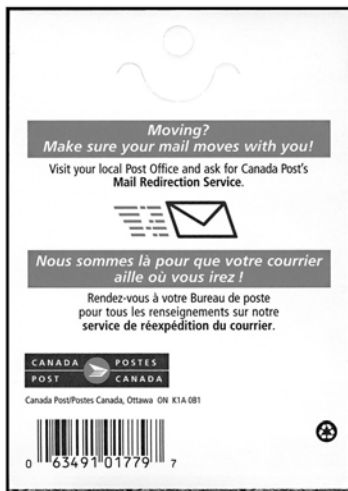 Moving?
Make sure your mail moves with you!
Visit your local Post Office and ask for Canada Post's
Mail Redirection Service.
Nous sommes là pour que votre courrier
aille où vous irez !
Rendez-vous à votre Bureau de poste
pour tous les renseignements sur notre
service de réexpédition du courrier.
CANADA POSTES
POST CANADA
Canada Post/Postes Canada, Ottawa ON K1A 0B1
0 63491 01779 7